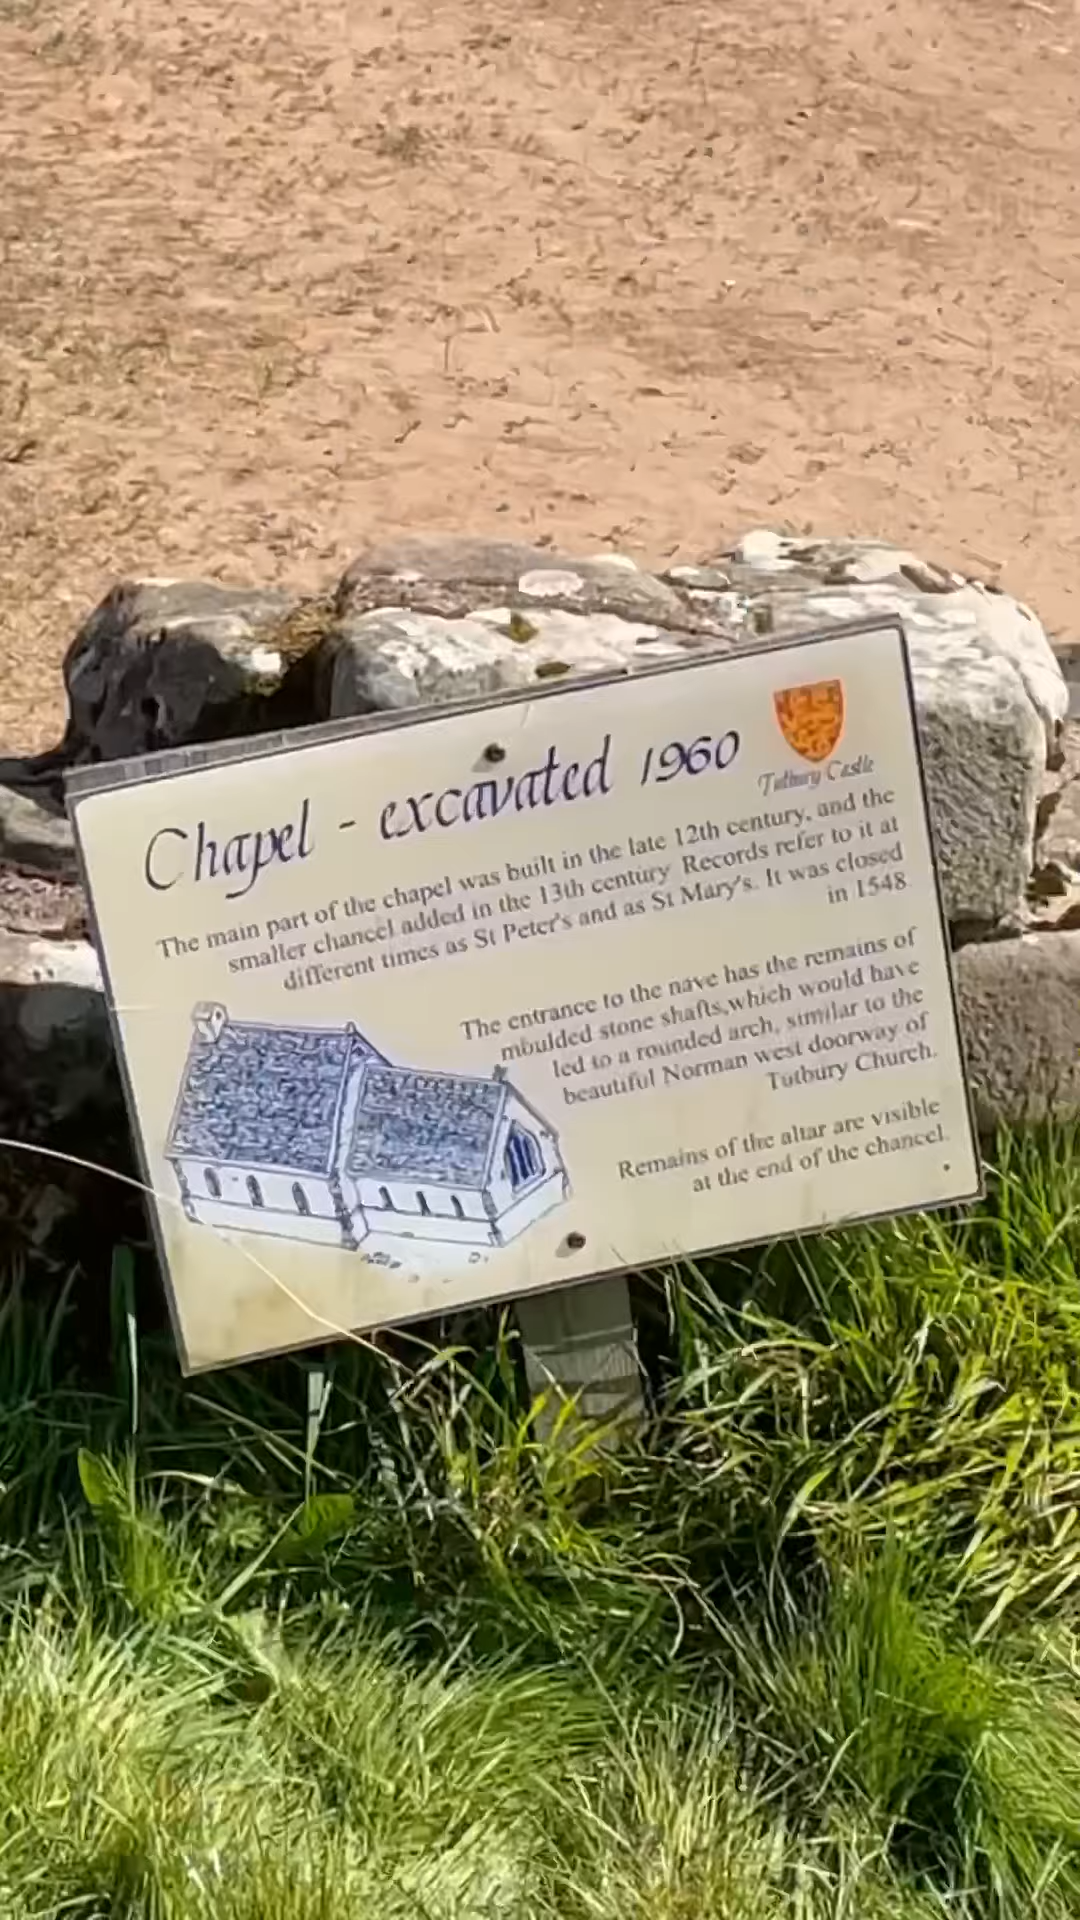 Chapel - excavated 1960
Tutbury Castle
The main part of the chapel was built in the late 12th century, and the
smaller chancel added in the 13th century Records refer to it at
different times as St Peter's and as St Mary's. It was closed
in 1548
The entrance to the nave has the remains of
moulded stone shafts,which would have
led to a rounded arch, similar to the
beautiful Norman west doorway of
Tutbury Church.
Remains of the altar are visible
at the end of the chancel.